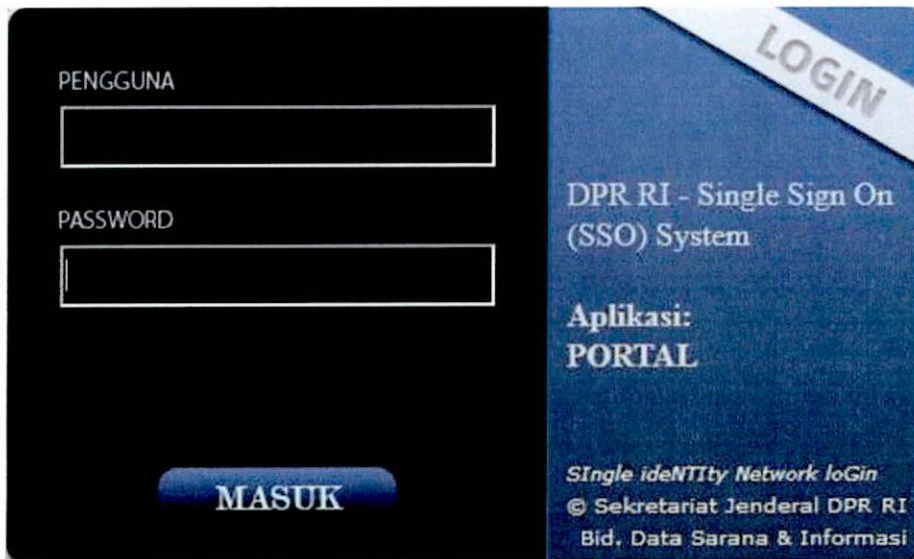 PENGGUNA
PASSWORD
MASUK
LOGIN
DPR RI - Single Sign On
(SSO) System
Aplikasi:
PORTAL
SIngle ideNTIty Network loGin
© Sekretariat Jenderal DPR RI
Bid, Data Sarana & Informasi